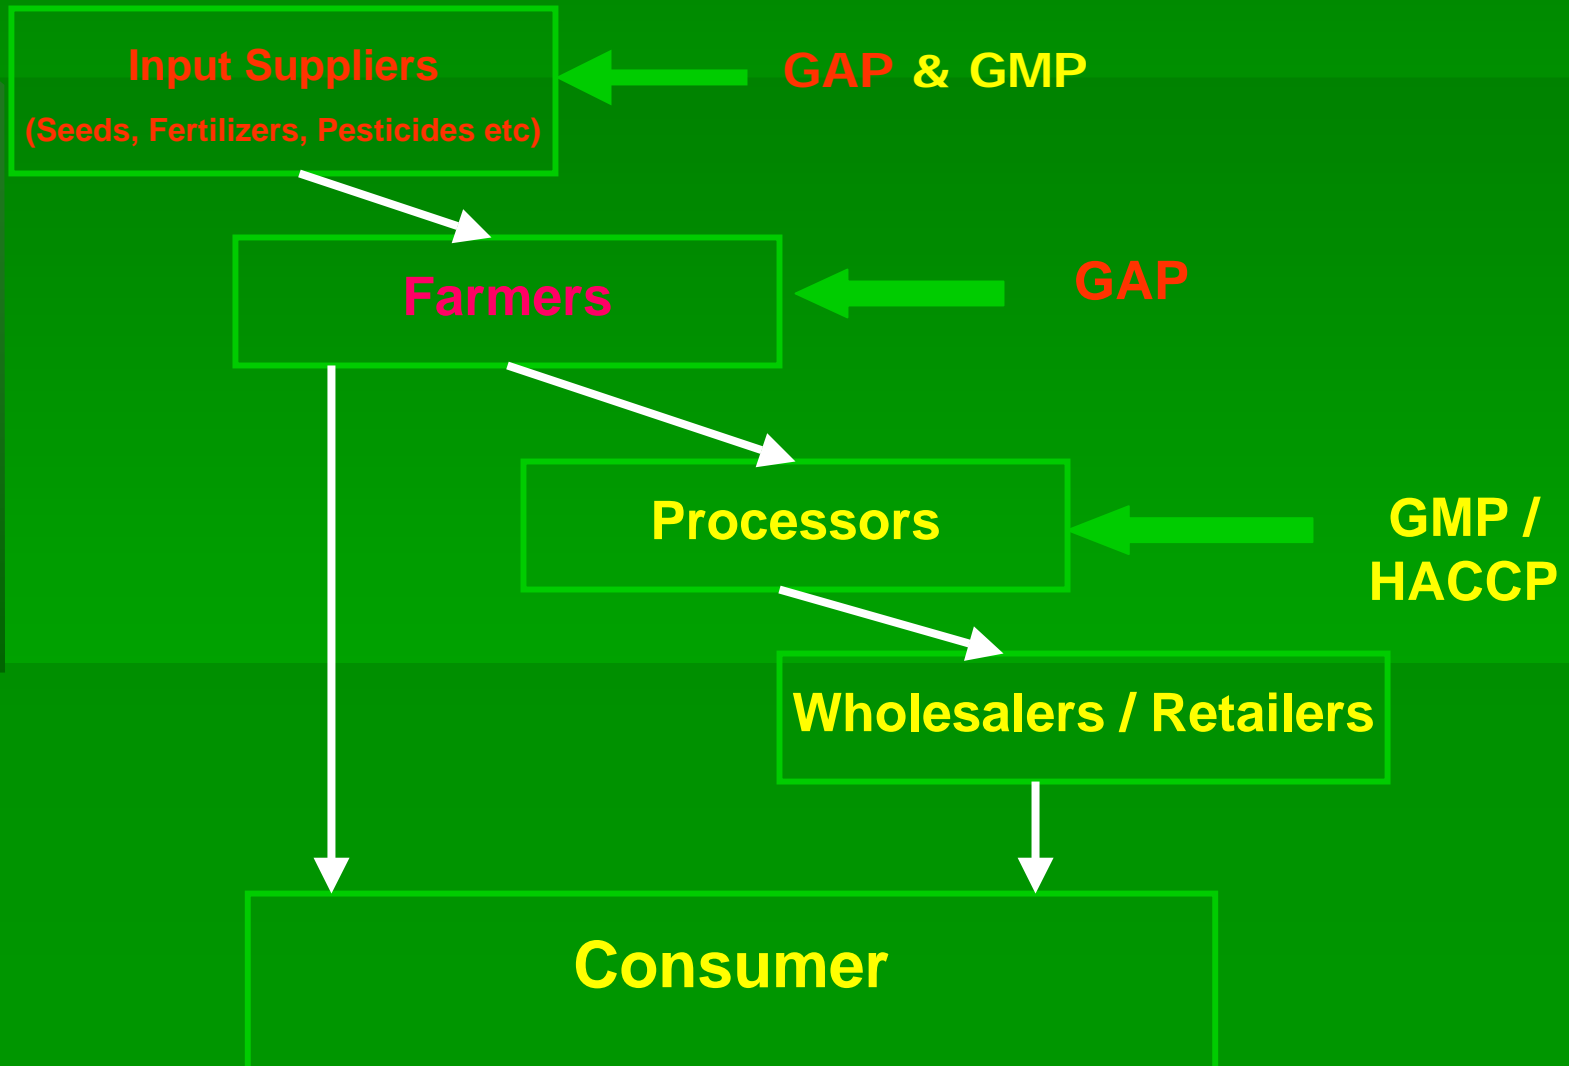 Input Suppliers
(Seeds, Fertilizers, Pesticides etc)
GAP & GMP
Farmers
GAP
Processors
GMP /
HACCP
Wholesalers / Retailers
Consumer